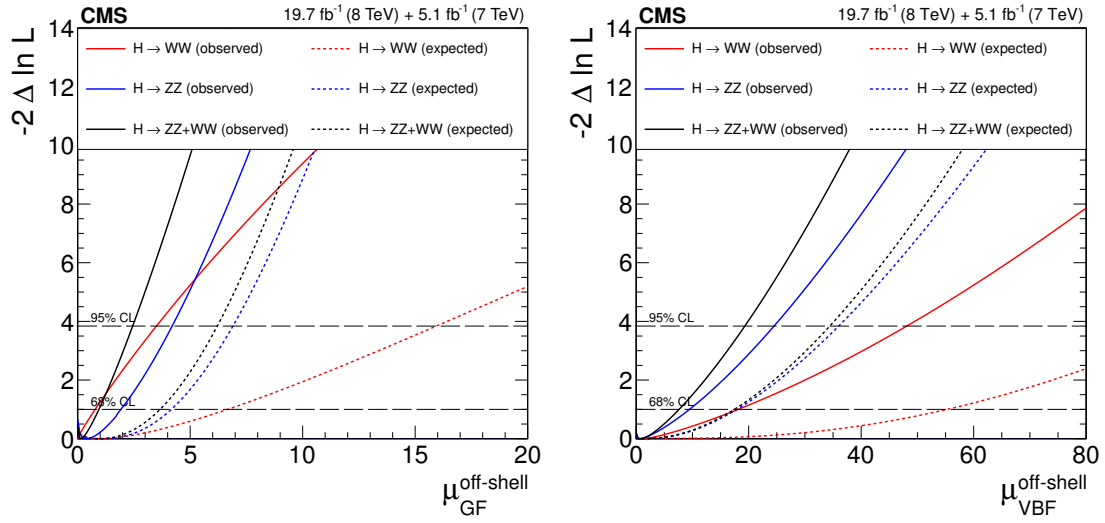 CMS 19.7 fb⁻¹ (8 TeV) + 5.1 fb⁻¹ (7 TeV)
-2 Δ ln L
14
12
10
8
6
4
2
0
H → WW (observed) H → WW (expected)
H → ZZ (observed) H → ZZ (expected)
H → ZZ+WW (observed) H → ZZ+WW (expected)
95% CL
68% CL
0 5 10 15 20
μ_GF^off-shell
CMS 19.7 fb⁻¹ (8 TeV) + 5.1 fb⁻¹ (7 TeV)
-2 Δ ln L
14
12
10
8
6
4
2
0
H → WW (observed) H → WW (expected)
H → ZZ (observed) H → ZZ (expected)
H → ZZ+WW (observed) H → ZZ+WW (expected)
95% CL
68% CL
0 20 40 60 80
μ_VBF^off-shell